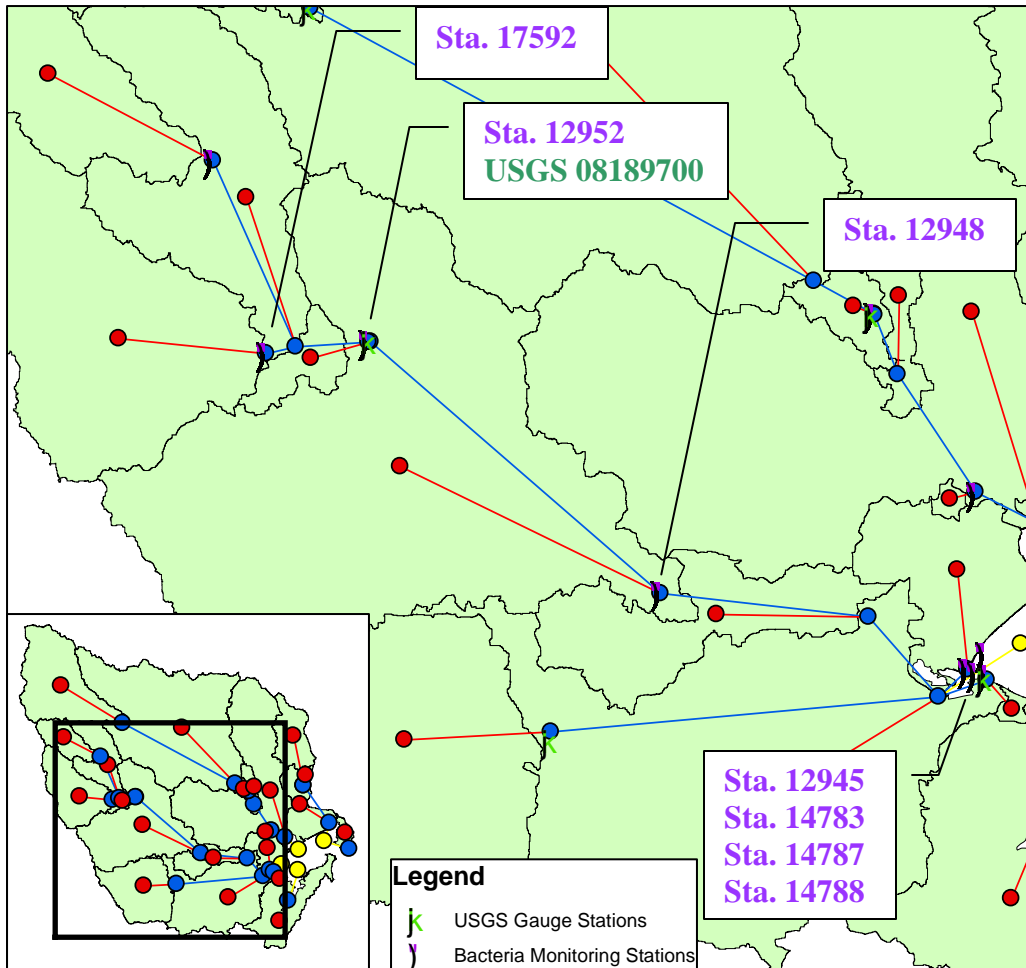 Sta. 17592
Sta. 12952
USGS 08189700
Sta. 12948
Sta. 12945
Sta. 14783
Sta. 14787
Sta. 14788
Legend
USGS Gauge Stations
Bacteria Monitoring Stations